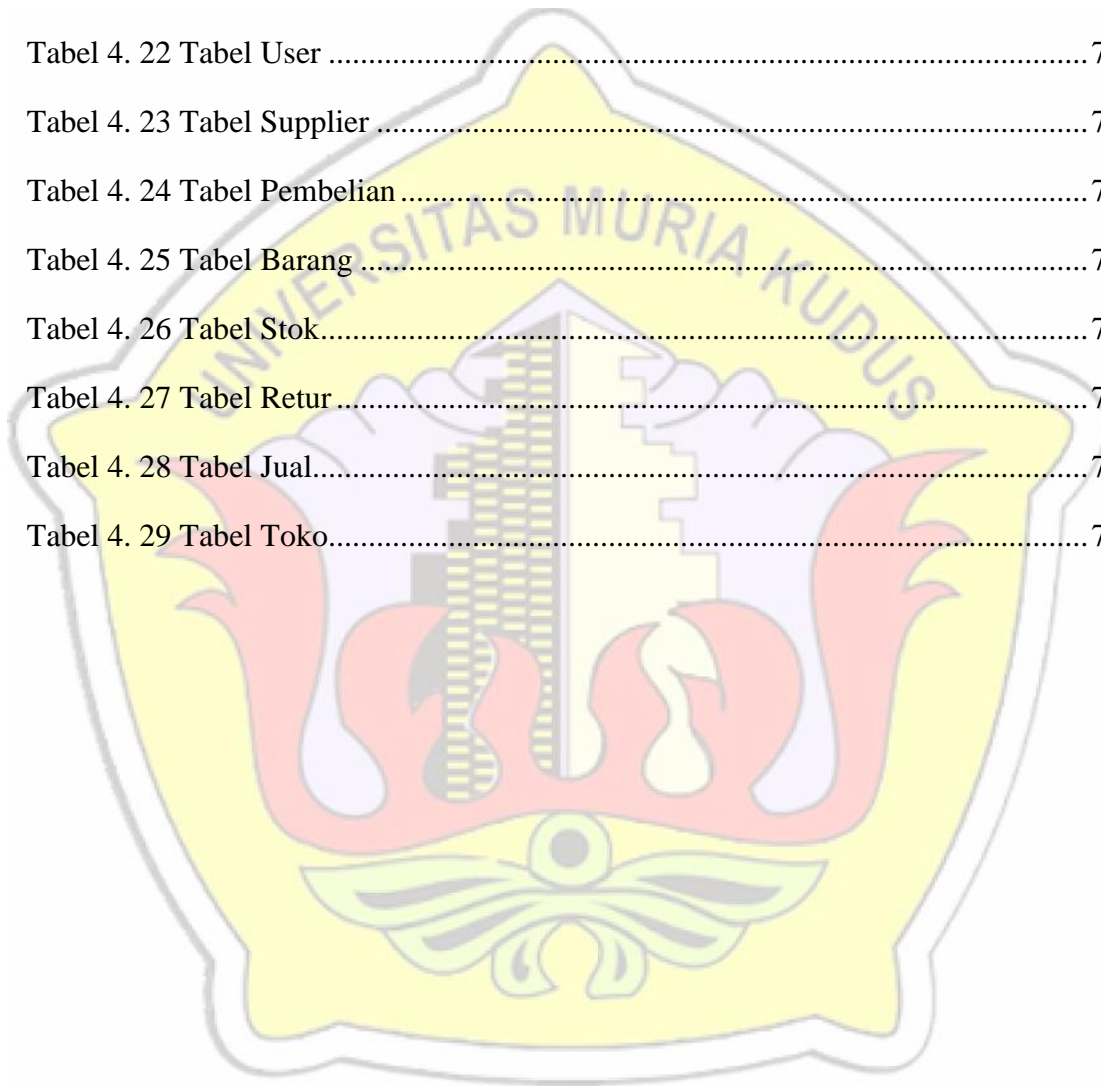 Tabel 4. 22 Tabel User ........................................................................................... 7
Tabel 4. 23 Tabel Supplier ..................................................................................... 7
Tabel 4. 24 Tabel Pembelian .................................................................................. 7
Tabel 4. 25 Tabel Barang ....................................................................................... 7
Tabel 4. 26 Tabel Stok............................................................................................ 7
Tabel 4. 27 Tabel Retur .......................................................................................... 7
Tabel 4. 28 Tabel Jual............................................................................................. 7
Tabel 4. 29 Tabel Toko........................................................................................... 7
UNIVERSITAS MURIA KUDUS